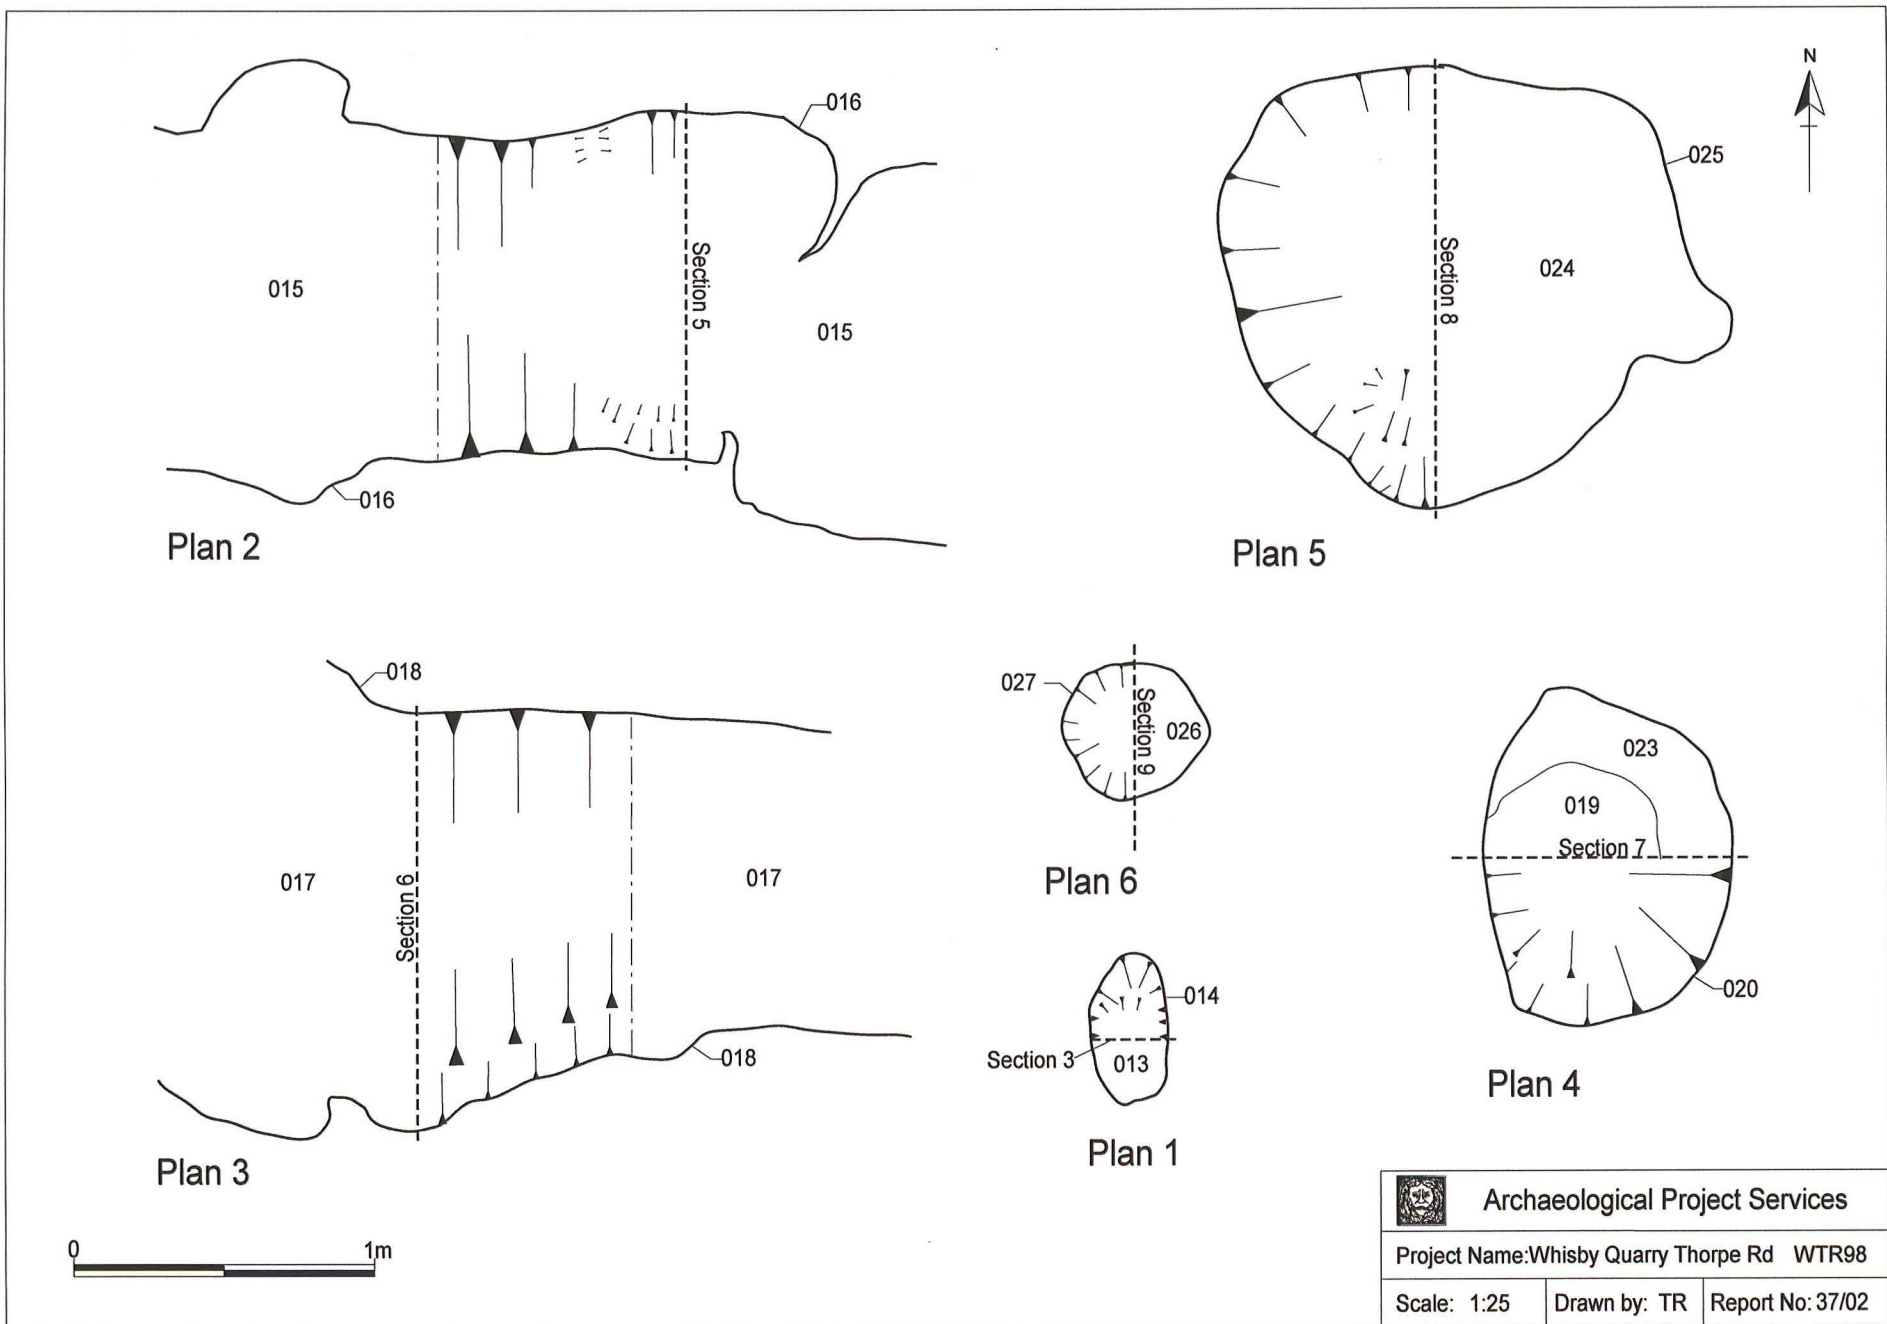 016
015
Section 5
015
016
Plan 2
N
025
024
Section 8
Plan 5
018
017
Section 6
017
018
Plan 3
027
026
Section 9
Plan 6
014
Section 3
013
Plan 1
023
019
Section 7
020
Plan 4
0 1m
Archaeological Project Services
Project Name:Whisby Quarry Thorpe Rd WTR98
Scale: 1:25 Drawn by: TR Report No: 37/02